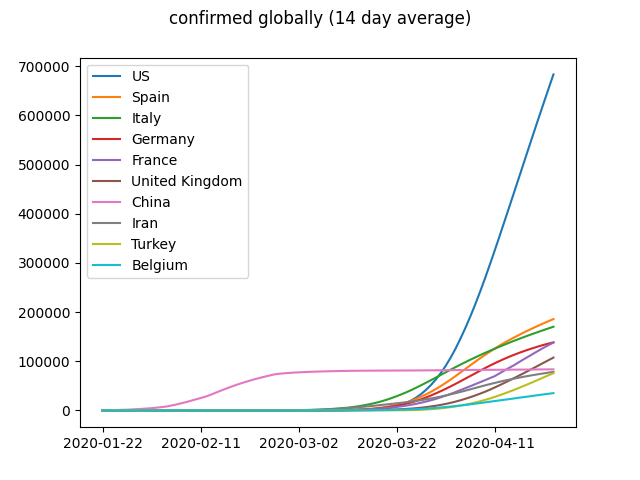 confirmed globally (14 day average)
700000
600000
500000
400000
300000
200000
100000
0
US
Spain
Italy
Germany
France
United Kingdom
China
Iran
Turkey
Belgium
2020-01-22 2020-02-11 2020-03-02 2020-03-22 2020-04-11